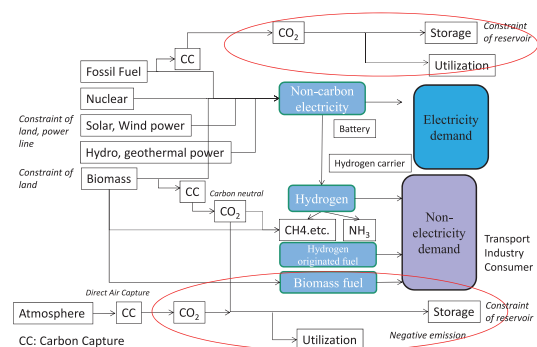 CO2
Storage
Constraint
of reservoir
CC
Utilization
Fossil Fuel
Non-carbon
electricity
Electricity
demand
Nuclear
Constraint of
land, power
line
Solar, Wind power
Battery
Hydro, geothermal power
Hydrogen carrier
Constraint of
land
Biomass
CC
Carbon neutral
CO2
Hydrogen
CH4.etc.
NH3
Non-
electricity
demand
Hydrogen
originated fuel
Transport
Industry
Consumer
Biomass fuel
Direct Air Capture
Atmosphere
CC
CO2
Storage
Constraint
of reservoir
Utilization
Negative emission
CC: Carbon Capture